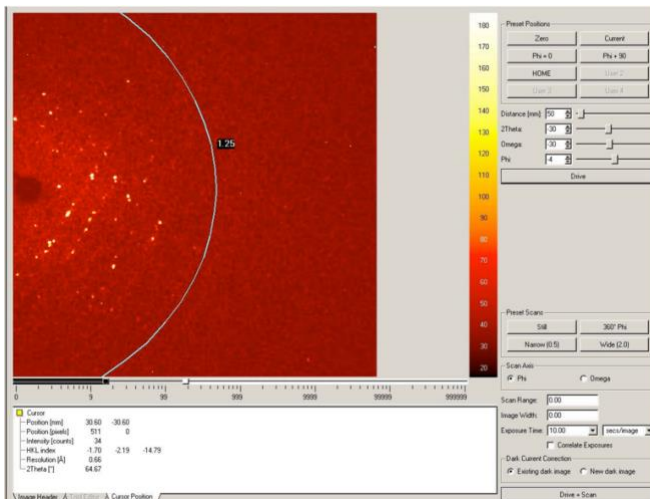 1.25
180
170
160
150
140
130
120
110
100
90
80
70
60
50
40
30
20
0 9 99 999 9999 99999 999999
Cursor
Position [mm] 30.60 -30.60
Position [pixels] 511 0
Intensity [counts] 34
HKL index -1.70 -2.19 -14.79
Resolution [Å] 0.66
2Theta [°] 64.67
Image Header Cursor Position
Preset Positions
Zero Current
Phi = 0 Phi + 90
HOME User 2
User 3 User 4
Distance [mm] 50
2Theta -30
Omega -30
Phi -4
Drive
Preset Scans
Still 360° Phi
Narrow (0.5) Wide (2.0)
Scan Axis
Phi Omega
Scan Range: 0.00
Image Width: 0.00
Exposure Time: 10.00 secs/image
Correlate Exposures
Dark Current Correction
Existing dark image New dark image
Drive + Scan